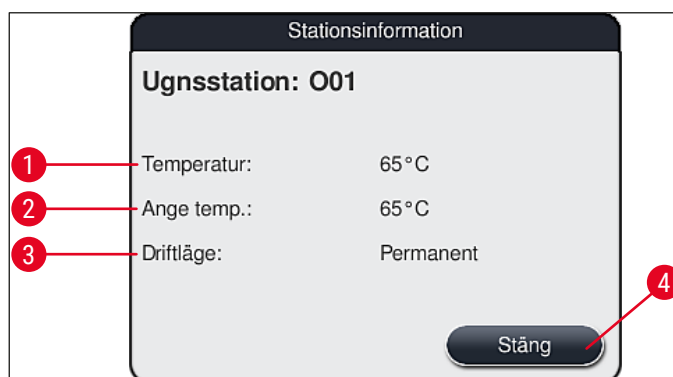 Stationsinformation
Ugnsstation: O01
1 Temperatur: 65°C
2 Ange temp.: 65°C
3 Driftläge: Permanent
4
Stäng